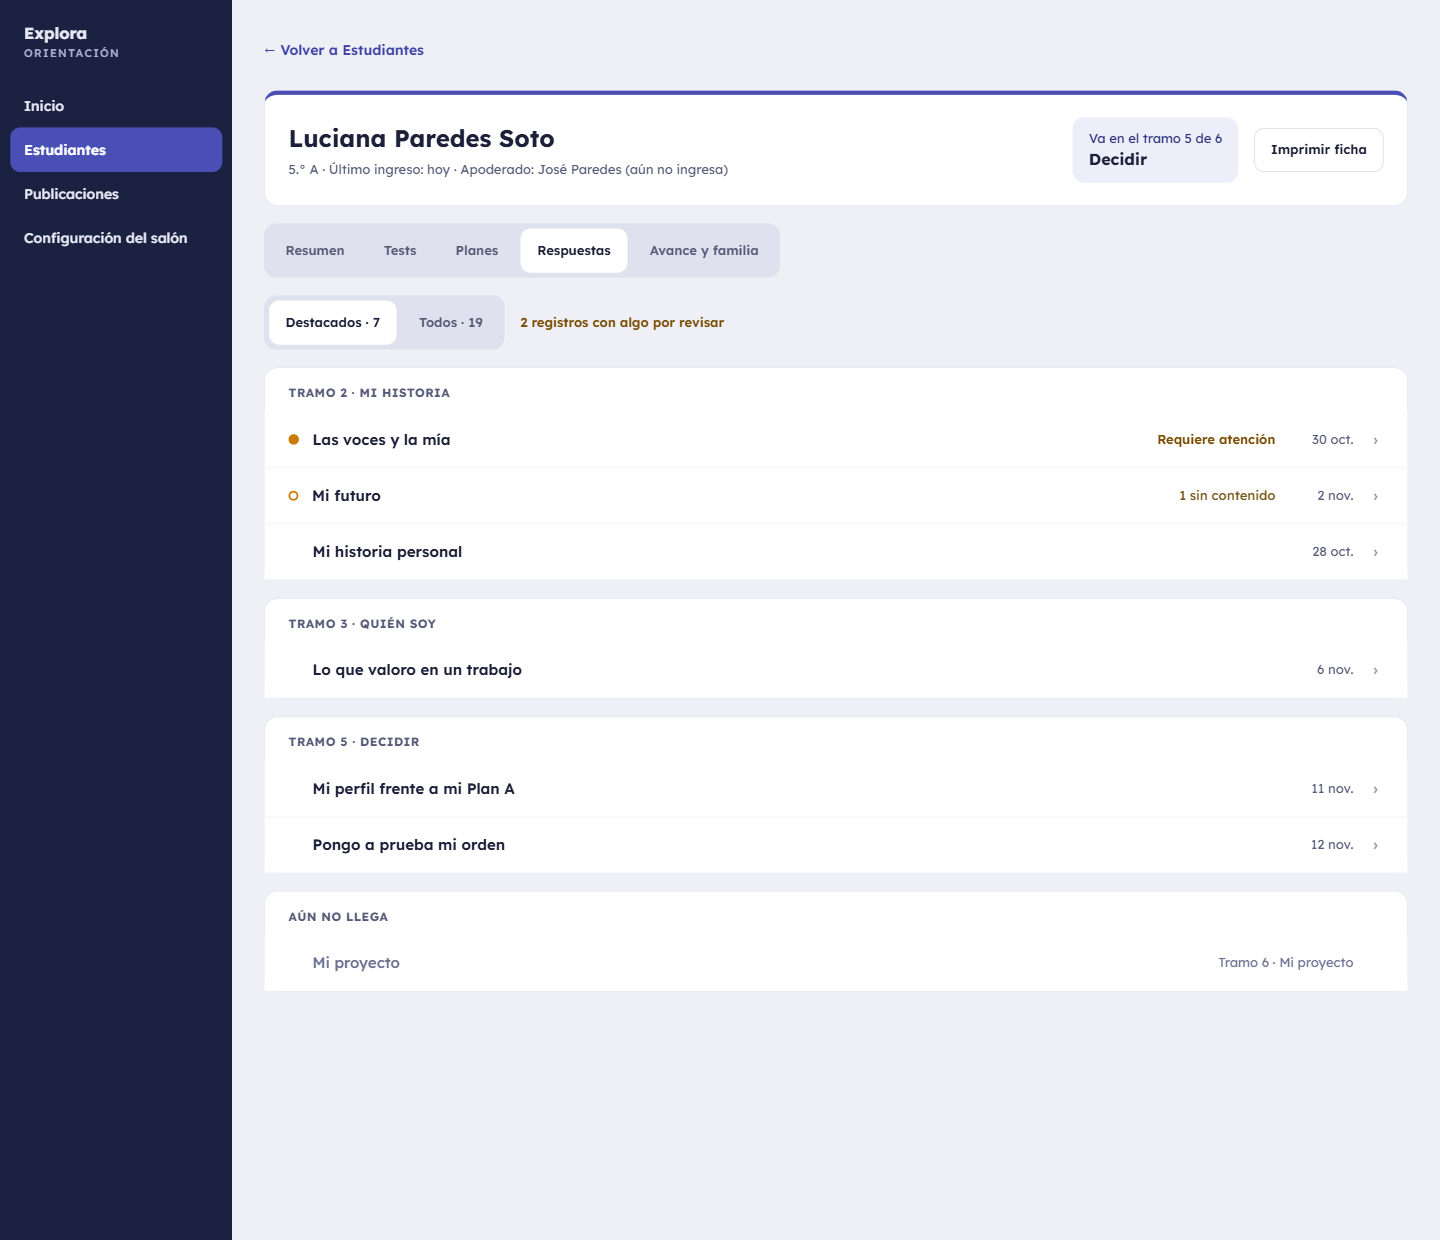 Explora
ORIENTACIÓN
Inicio
Estudiantes
Publicaciones
Configuración del salón
← Volver a Estudiantes
Luciana Paredes Soto
5.° A · Último ingreso: hoy · Apoderado: José Paredes (aún no ingresa)
Va en el tramo 5 de 6
Decidir
Imprimir ficha
Resumen Tests Planes Respuestas Avance y familia
Destacados · 7 Todos · 19 2 registros con algo por revisar
TRAMO 2 · MI HISTORIA
Las voces y la mía Requiere atención 30 oct. ›
Mi futuro 1 sin contenido 2 nov. ›
Mi historia personal 28 oct. ›
TRAMO 3 · QUIÉN SOY
Lo que valoro en un trabajo 6 nov. ›
TRAMO 5 · DECIDIR
Mi perfil frente a mi Plan A 11 nov. ›
Pongo a prueba mi orden 12 nov. ›
AÚN NO LLEGA
Mi proyecto Tramo 6 · Mi proyecto